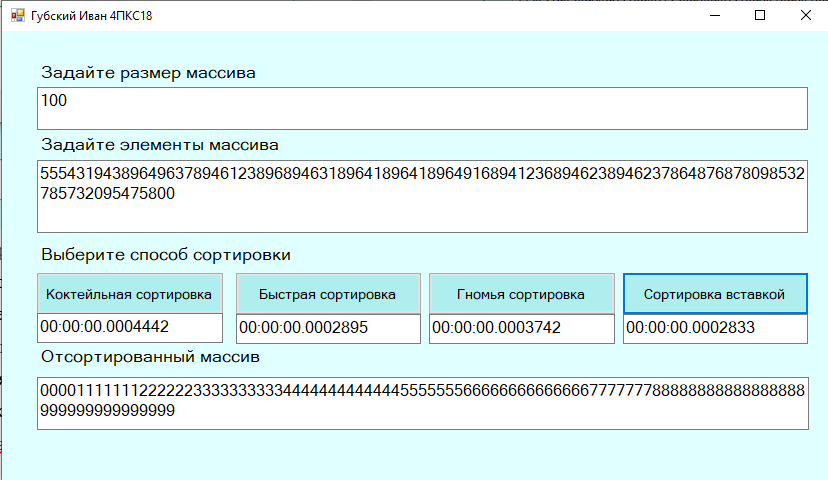 Губский Иван 4ПКС18
Задайте размер массива
100
Задайте элементы массива
5554319438964963789461238968946318964189641896491689412368946238946237864876878098532
785732095475800
Выберите способ сортировки
Коктейльная сортировка
Быстрая сортировка
Гномья сортировка
Сортировка вставкой
00:00:00.0004442
00:00:00.0002895
00:00:00.0003742
00:00:00.0002833
Отсортированный массив
0000111111122222233333333334444444444444555555566666666666666677777778888888888888888
999999999999999